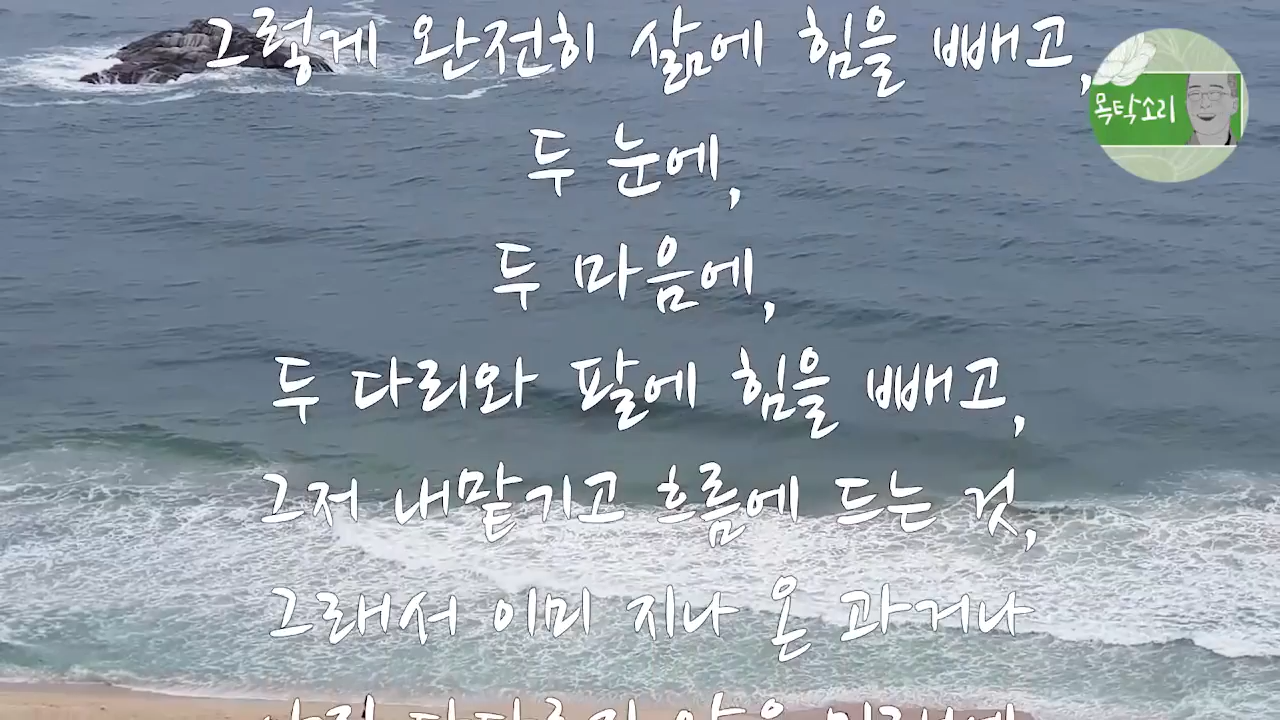 그렇게 완전히 삶에 힘을 빼고,
목탁소리
두 눈에,
두 마음에,
두 다리와 팔에 힘을 빼고,
그저 내맡기고 흐름에 드는 것,
그래서 이미 지나 온 과거나